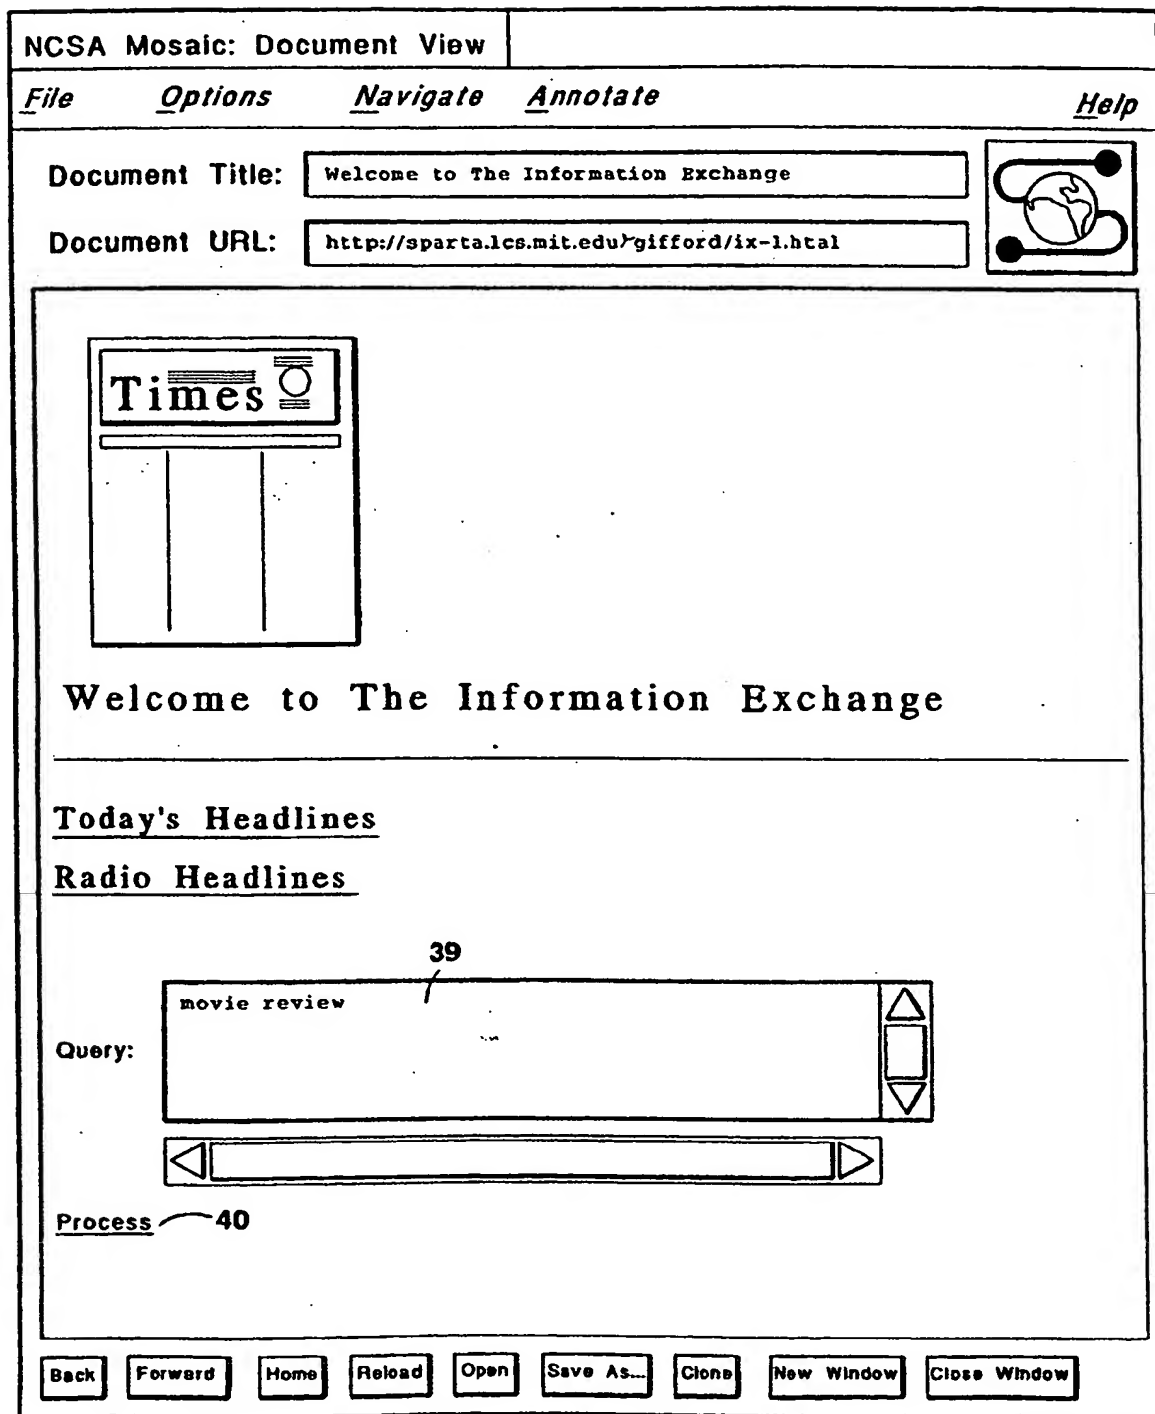 NCSA Mosaic: Document View
File Options Navigate Annotate Help
Document Title: Welcome to The Information Exchange
Document URL: http://sparta.lcs.mit.edu/~gifford/ix-1.htal
Times
Welcome to The Information Exchange
Today's Headlines
Radio Headlines
39
movie review
Query:
Process 40
Back Forward Home Reload Open Save As... Clone New Window Close Window